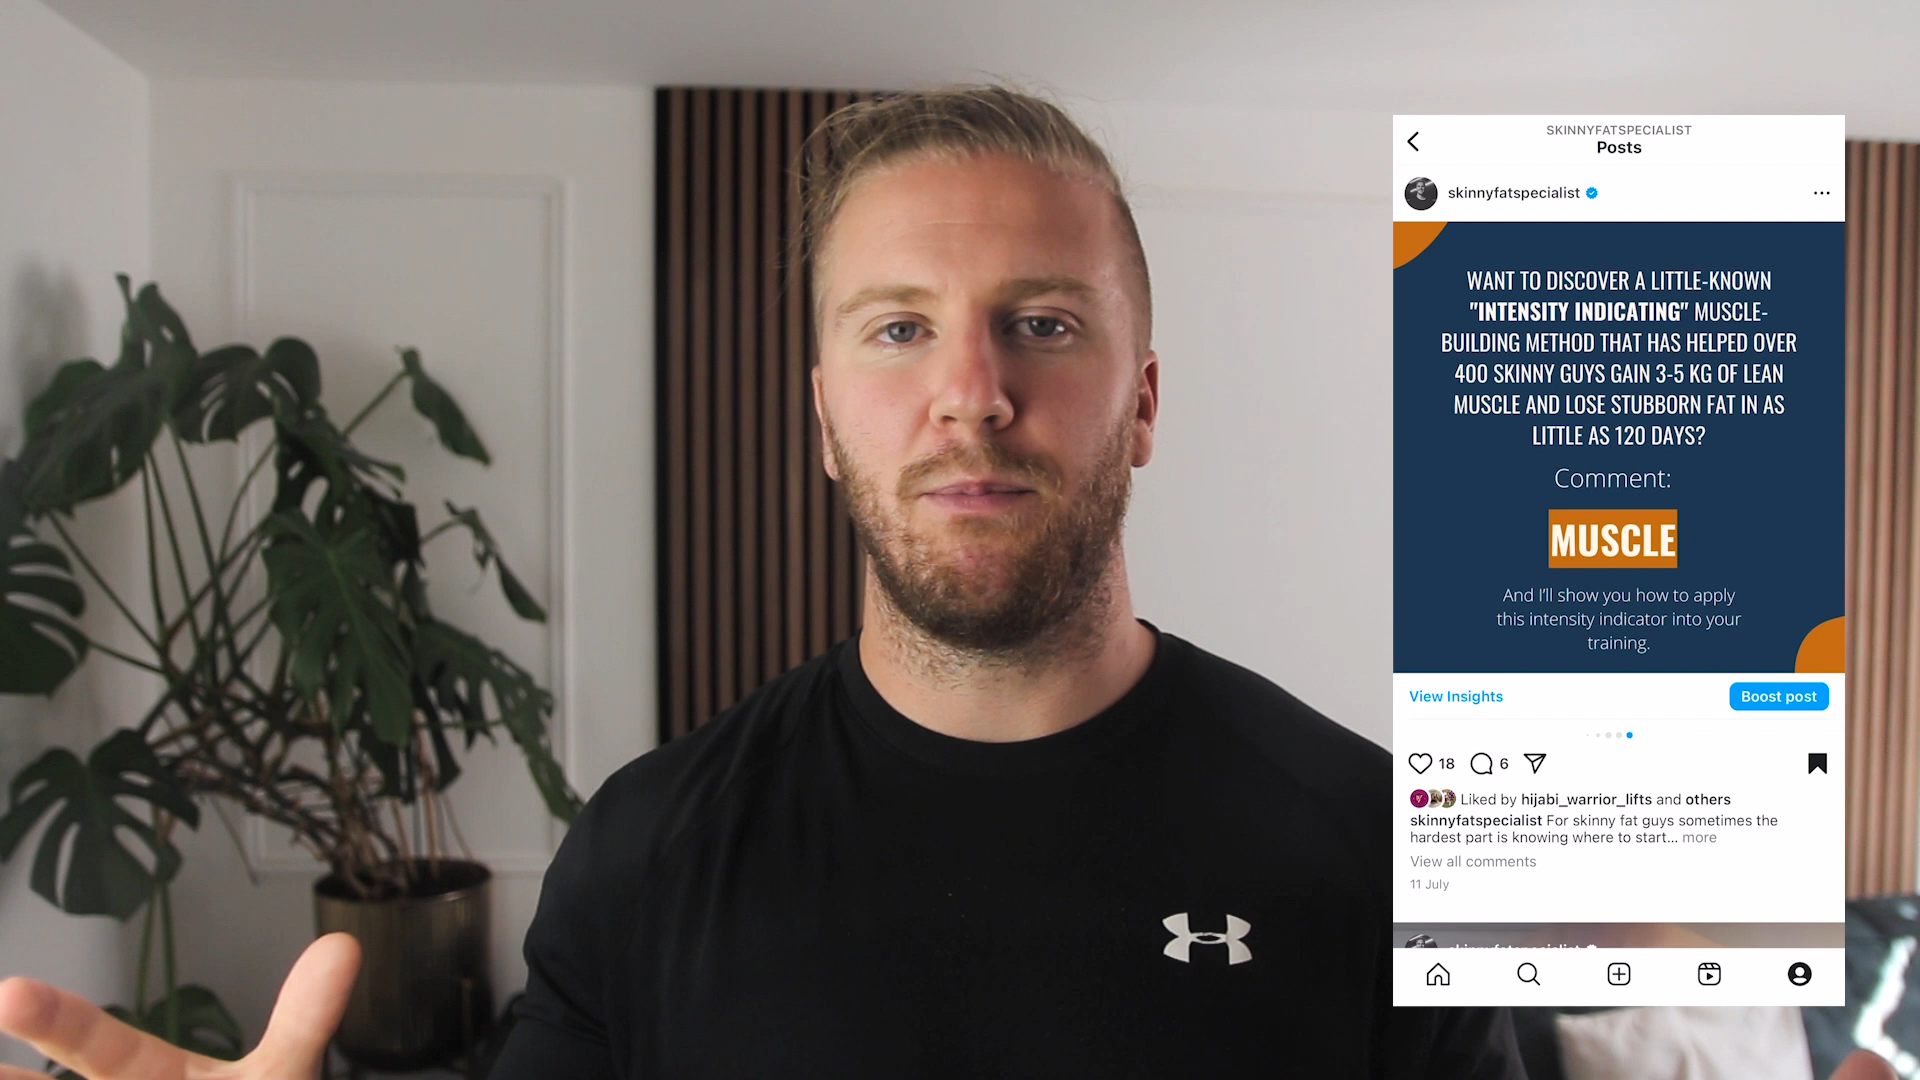 SKINNYFATSPECIALIST
Posts
skinnyfatspecialist
WANT TO DISCOVER A LITTLE-KNOWN
"INTENSITY INDICATING" MUSCLE-
BUILDING METHOD THAT HAS HELPED OVER
400 SKINNY GUYS GAIN 3-5 KG OF LEAN
MUSCLE AND LOSE STUBBORN FAT IN AS
LITTLE AS 120 DAYS?
Comment:
MUSCLE
And I'll show you how to apply
this intensity indicator into your
training.
View Insights
Boost post
18 6
Liked by hijabi_warrior_lifts and others
skinnyfatspecialist For skinny fat guys sometimes the
hardest part is knowing where to start... more
View all comments
11 July